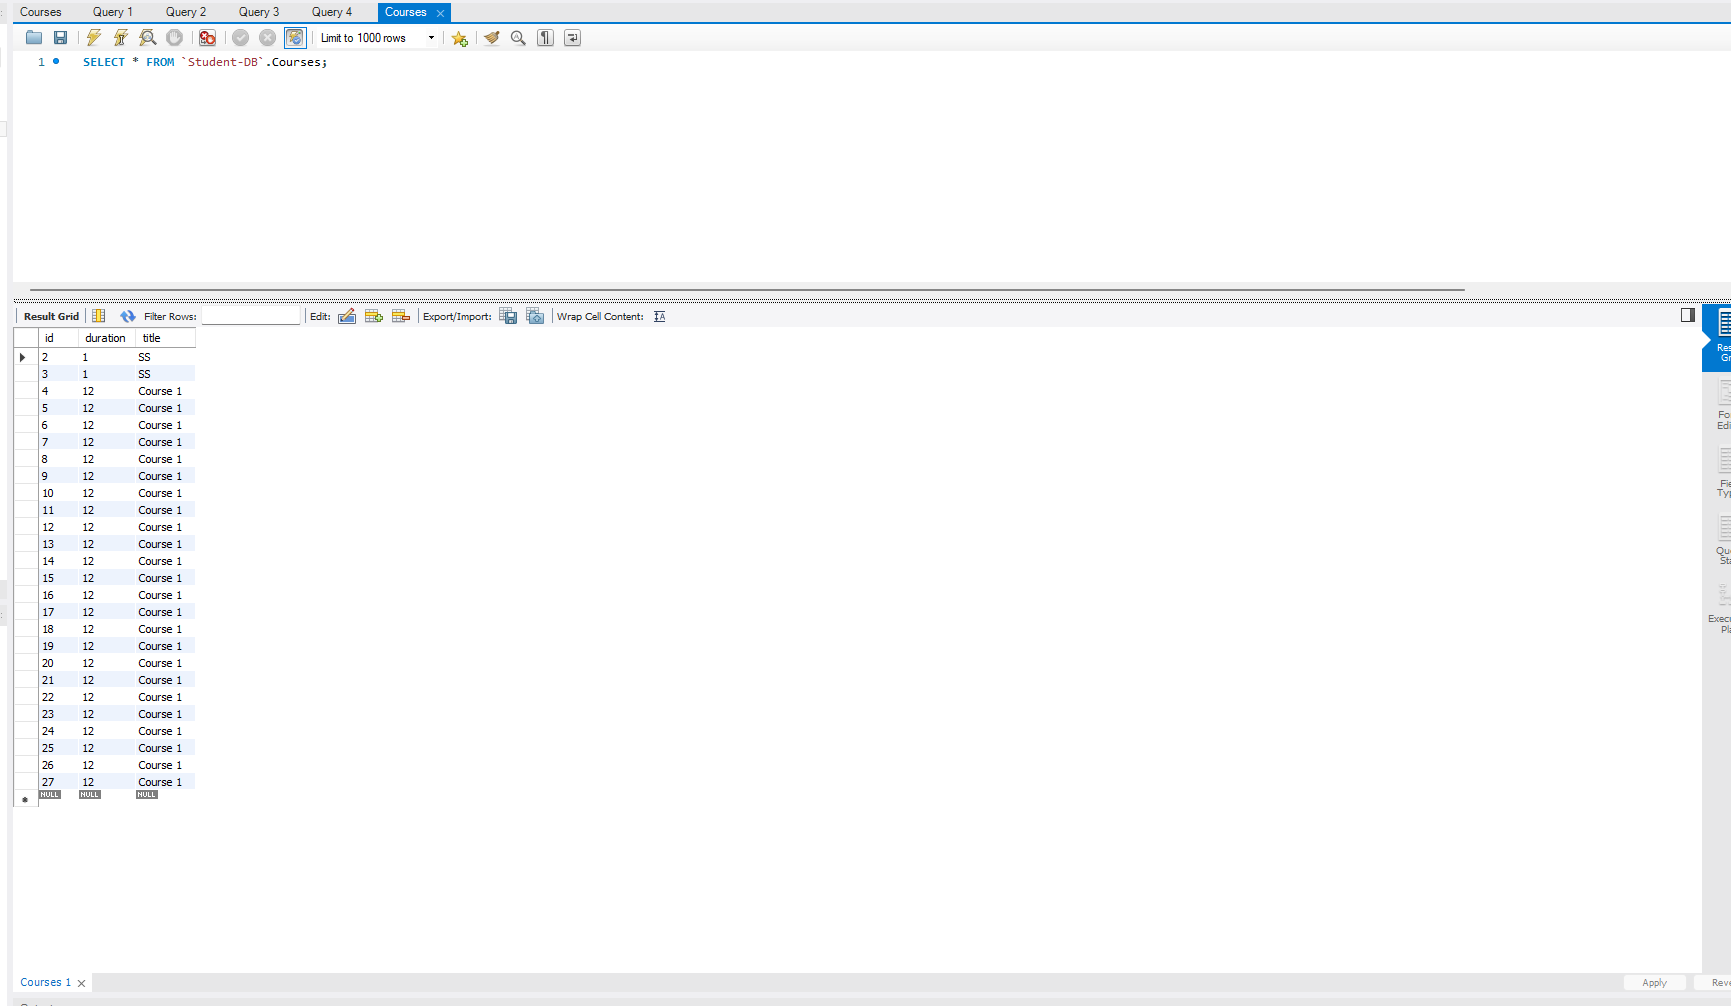 Courses Query 1 Query 2 Query 3 Query 4 Courses
Limit to 1000 rows
1 SELECT * FROM `Student-DB`.Courses;
Result Grid Filter Rows: Edit: Export/Import: Wrap Cell Content:
id duration title
2 1 SS
3 1 SS
4 12 Course 1
5 12 Course 1
6 12 Course 1
7 12 Course 1
8 12 Course 1
9 12 Course 1
10 12 Course 1
11 12 Course 1
12 12 Course 1
13 12 Course 1
14 12 Course 1
15 12 Course 1
16 12 Course 1
17 12 Course 1
18 12 Course 1
19 12 Course 1
20 12 Course 1
21 12 Course 1
22 12 Course 1
23 12 Course 1
24 12 Course 1
25 12 Course 1
26 12 Course 1
27 12 Course 1
NULL NULL NULL
Res
Gr
Fo
Edi
Fie
Typ
Que
Sta
Exec
Pla
Courses 1
Apply Reve